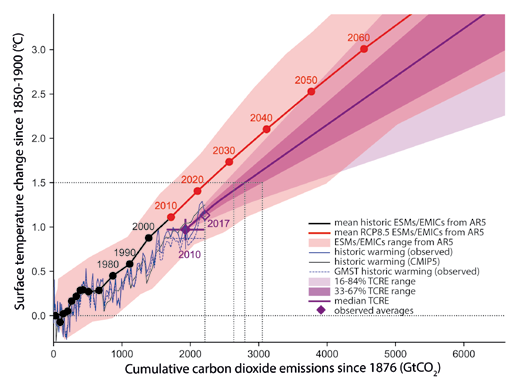 Surface temperature change since 1850-1900 (°C)
3.0
2.5
2.0
1.5
1.0
0.5
0.0
2060
2050
2040
2030
2020
2010
2000
1990
1980
2017
2010
mean historic ESMs/EMICs from AR5
mean RCP8.5 ESMs/EMICs from AR5
ESMs/EMICs range from AR5
historic warming (observed)
historic warming (CMIP5)
GMST historic warming (observed)
16-84% TCRE range
33-67% TCRE range
median TCRE
observed averages
0 1000 2000 3000 4000 5000 6000
Cumulative carbon dioxide emissions since 1876 (GtCO₂)